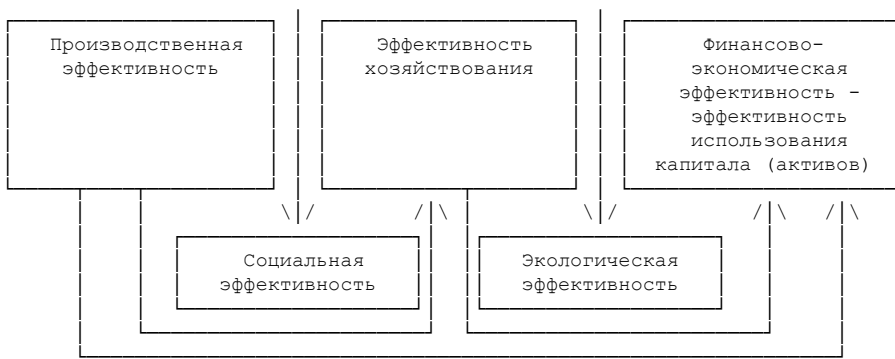 Производственная
эффективность
Эффективность
хозяйствования
Финансово-
экономическая
эффективность -
эффективность
использования
капитала (активов)
Социальная
эффективность
Экологическая
эффективность